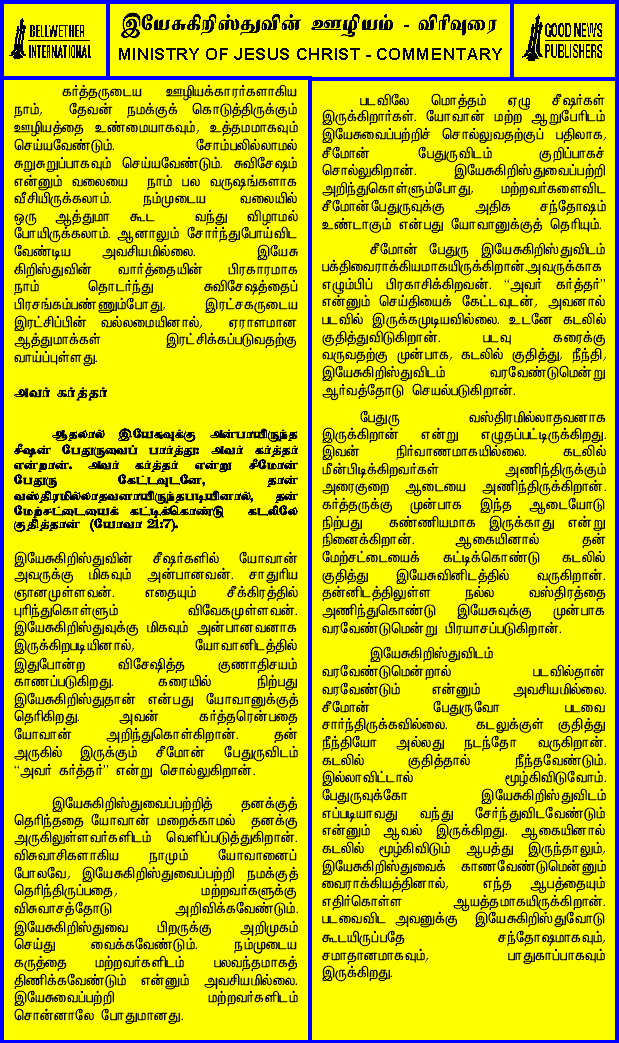 BELLWETHER
INTERNATIONAL
இயேசுகிறிஸ்துவின் ஊழியம் - விரிவுரை
MINISTRY OF JESUS CHRIST - COMMENTARY
GOOD NEWS
PUBLISHERS
கர்த்தருடைய ஊழியக்காரர்களாகிய
நாம், தேவன் நமக்குக் கொடுத்திருக்கும்
ஊழியத்தை உண்மையாகவும், உத்தமமாகவும்
செய்யவேண்டும். சோம்பலில்லாமல்
சுறுசுறுப்பாகவும் செய்யவேண்டும். சுவிசேஷம்
என்னும் வலையை நாம் பல வருஷங்களாக
வீசியிருக்கலாம். நம்முடைய வலையில்
ஒரு ஆத்துமா கூட வந்து விழாமல்
போயிருக்கலாம். ஆனாலும் சோர்ந்துபோய்விட
வேண்டிய அவசியமில்லை. இயேசு
கிறிஸ்துவின் வார்த்தையின் பிரகாரமாக
நாம் தொடர்ந்து சுவிசேஷத்தைப்
பிரசங்கம்பண்ணும்போது, இரட்சகருடைய
இரட்சிப்பின் வல்லமையினால், ஏராளமான
ஆத்துமாக்கள் இரட்சிக்கப்படுவதற்கு
வாய்ப்புள்ளது.
அவர் கர்த்தர்
ஆதலால் இயேசுவுக்கு அன்பாயிருந்த
சீஷன் பேதுருவைப் பார்த்து: அவர் கர்த்தர்
என்றான். அவர் கர்த்தர் என்று சீமோன்
பேதுரு கேட்டவுடனே, தான்
வஸ்திரமில்லாதவனாயிருந்தபடியினால், தன்
மேற்சட்டையைக் கட்டிக்கொண்டு கடலிலே
குதித்தான் (யோவா 21:7).
இயேசுகிறிஸ்துவின் சீஷர்களில் யோவான்
அவருக்கு மிகவும் அன்பானவன். சாதுரிய
ஞானமுள்ளவன். எதையும் சீக்கிரத்தில்
புரிந்துகொள்ளும் விவேகமுள்ளவன்.
இயேசுகிறிஸ்துவுக்கு மிகவும் அன்பானவனாக
இருக்கிறபடியினால், யோவானிடத்தில்
இதுபோன்ற விசேஷித்த குணாதிசயம்
காணப்படுகிறது. கரையில் நிற்பது
இயேசுகிறிஸ்துதான் என்பது யோவானுக்குத்
தெரிகிறது. அவன் கர்த்தரென்பதை
யோவான் அறிந்துகொள்கிறான். தன்
அருகில் இருக்கும் சீமோன் பேதுருவிடம்
“அவர் கர்த்தர்” என்று சொல்லுகிறான்.
இயேசுகிறிஸ்துவைப்பற்றித் தனக்குத்
தெரிந்ததை யோவான் மறைக்காமல் தனக்கு
அருகிலுள்ளவர்களிடம் வெளிப்படுத்துகிறான்.
விசுவாசிகளாகிய நாமும் யோவானைப்
போலவே, இயேசுகிறிஸ்துவைப்பற்றி நமக்குத்
தெரிந்திருப்பதை, மற்றவர்களுக்கு
விசுவாசத்தோடு அறிவிக்கவேண்டும்.
இயேசுகிறிஸ்துவை பிறருக்கு அறிமுகம்
செய்து வைக்கவேண்டும். நம்முடைய
கருத்தை மற்றவர்களிடம் பலவந்தமாகத்
திணிக்கவேண்டும் என்னும் அவசியமில்லை.
இயேசுவைப்பற்றி மற்றவர்களிடம்
சொன்னாலே போதுமானது.
படவிலே மொத்தம் ஏழு சீஷர்கள்
இருக்கிறார்கள். யோவான் மற்ற ஆறுபேரிடம்
இயேசுவைப்பற்றிச் சொல்லுவதற்குப் பதிலாக,
சீமோன் பேதுருவிடம் குறிப்பாகச்
சொல்லுகிறான். இயேசுகிறிஸ்துவைப்பற்றி
அறிந்துகொள்ளும்போது, மற்றவர்களைவிட
சீமோன்பேதுருவுக்கு அதிக சந்தோஷம்
உண்டாகும் என்பது யோவானுக்குத் தெரியும்.
சீமோன் பேதுரு இயேசுகிறிஸ்துவிடம்
பக்திவைராக்கியமாகயிருக்கிறான்.அவருக்காக
எழும்பிப் பிரகாசிக்கிறவன். “அவர் கர்த்தர்”
என்னும் செய்தியைக் கேட்டவுடன், அவனால்
படவில் இருக்கமுடியவில்லை. உடனே கடலில்
குதித்துவிடுகிறான். படவு கரைக்கு
வருவதற்கு முன்பாக, கடலில் குதித்து, நீந்தி,
இயேசுகிறிஸ்துவிடம் வரவேண்டுமென்று
ஆர்வத்தோடு செயல்படுகிறான்.
பேதுரு வஸ்திரமில்லாதவனாக
இருக்கிறான் என்று எழுதப்பட்டிருக்கிறது.
இவன் நிர்வாணமாகயில்லை. கடலில்
மீன்பிடிக்கிறவர்கள் அணிந்திருக்கும்
அரைகுறை ஆடையை அணிந்திருக்கிறான்.
கர்த்தருக்கு முன்பாக இந்த ஆடையோடு
நிற்பது கண்ணியமாக இருக்காது என்று
நினைக்கிறான். ஆகையினால் தன்
மேற்சட்டையைக் கட்டிக்கொண்டு கடலில்
குதித்து இயேசுவினிடத்தில் வருகிறான்.
தன்னிடத்திலுள்ள நல்ல வஸ்திரத்தை
அணிந்துகொண்டு இயேசுவுக்கு முன்பாக
வரவேண்டுமென்று பிரயாசப்படுகிறான்.
இயேசுகிறிஸ்துவிடம்
வரவேண்டுமென்றால் படவில்தான்
வரவேண்டும் என்னும் அவசியமில்லை.
சீமோன் பேதுருவோ படவை
சார்ந்திருக்கவில்லை. கடலுக்குள் குதித்து
நீந்தியோ அல்லது நடந்தோ வருகிறான்.
கடலில் குதித்தால் நீந்தவேண்டும்.
இல்லாவிட்டால் மூழ்கிவிடுவோம்.
பேதுருவுக்கோ இயேசுகிறிஸ்துவிடம்
எப்படியாவது வந்து சேர்ந்துவிடவேண்டும்
என்னும் ஆவல் இருக்கிறது. ஆகையினால்
கடலில் மூழ்கிவிடும் ஆபத்து இருந்தாலும்,
இயேசுகிறிஸ்துவைக் காணவேண்டுமென்னும்
வைராக்கியத்தினால், எந்த ஆபத்தையும்
எதிர்கொள்ள ஆயத்தமாகயிருக்கிறான்.
படவைவிட அவனுக்கு இயேசுகிறிஸ்துவோடு
கூடயிருப்பதே சந்தோஷமாகவும்,
சமாதானமாகவும், பாதுகாப்பாகவும்
இருக்கிறது.